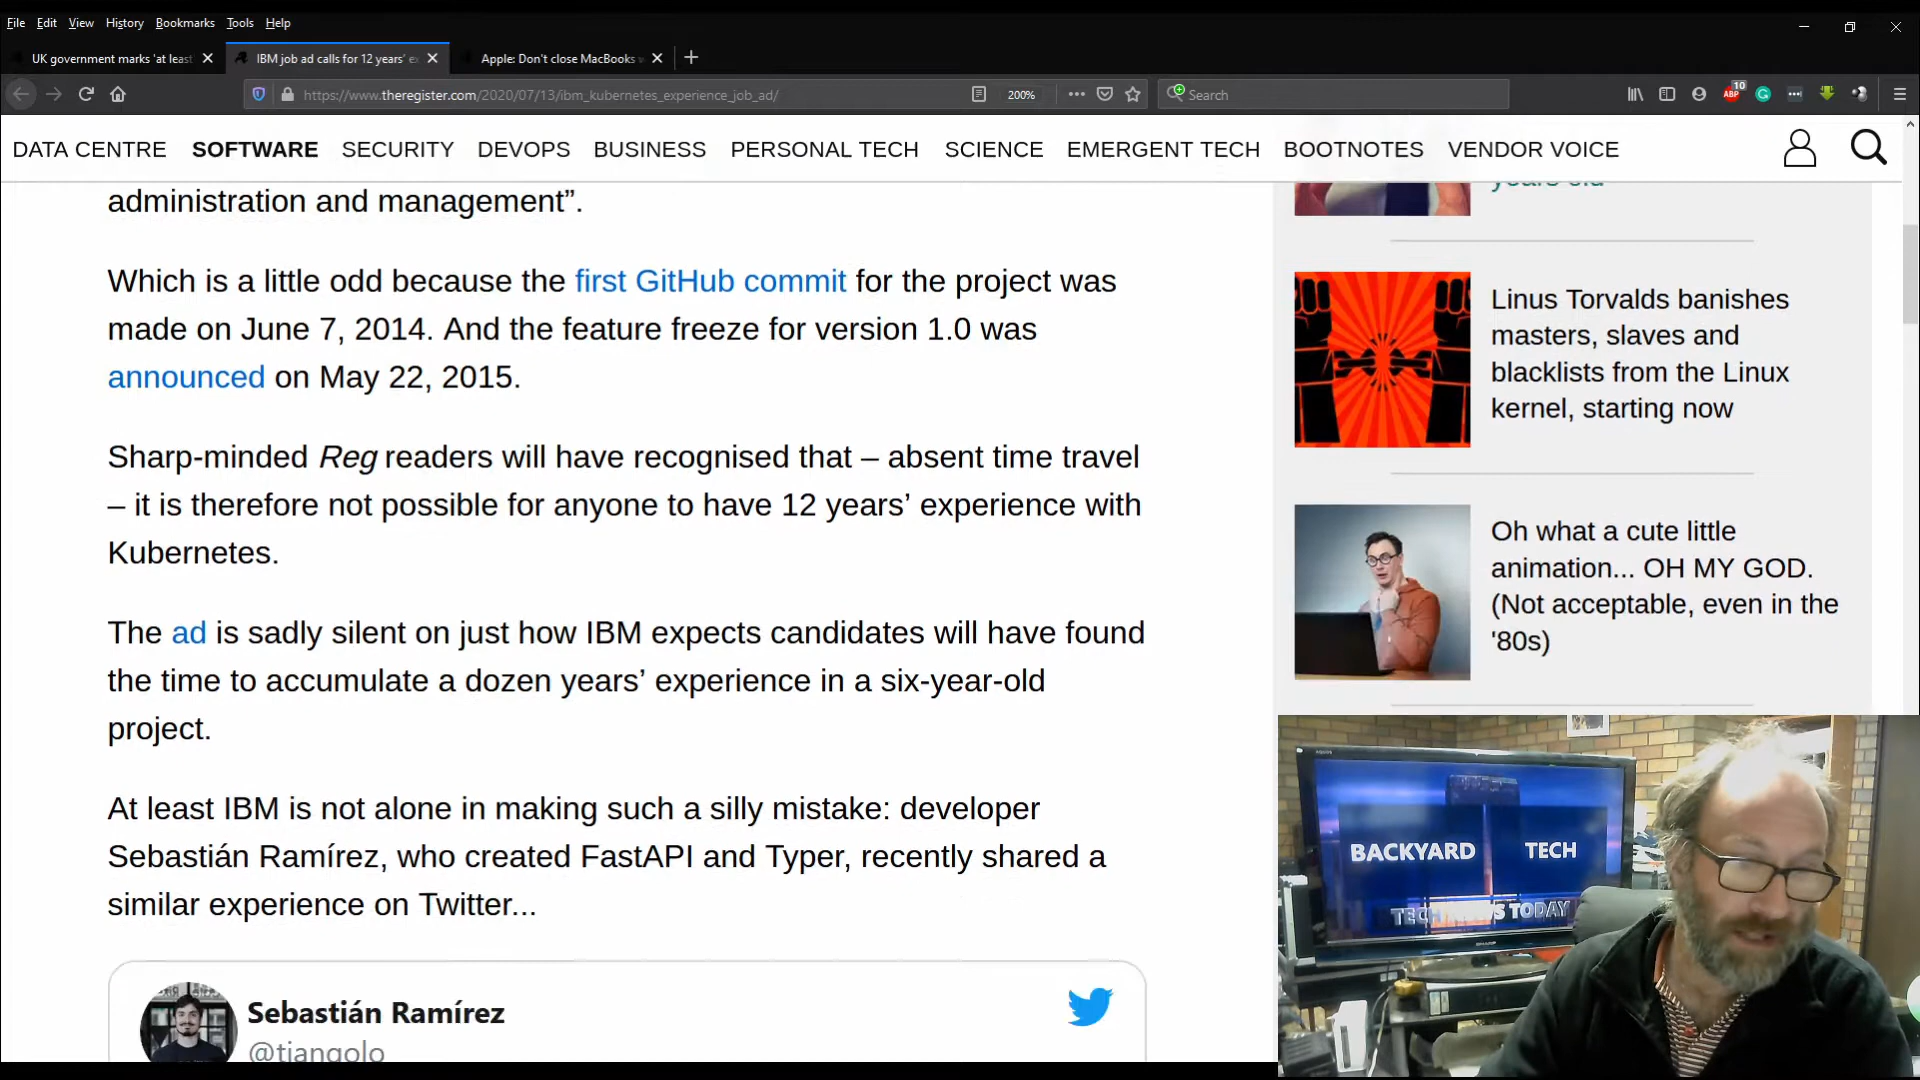 File Edit View History Bookmarks Tools Help
UK government marks 'at least
IBM job ad calls for 12 years' e
Apple: Don't close MacBooks
https://www.theregister.com/2020/07/13/ibm_kubernetes_experience_job_ad/
200%
Search
ABP
10
DATA CENTRE SOFTWARE SECURITY DEVOPS BUSINESS PERSONAL TECH SCIENCE EMERGENT TECH BOOTNOTES VENDOR VOICE
administration and management”.
Which is a little odd because the first GitHub commit for the project was
made on June 7, 2014. And the feature freeze for version 1.0 was
announced on May 22, 2015.
Sharp-minded Reg readers will have recognised that – absent time travel
– it is therefore not possible for anyone to have 12 years’ experience with
Kubernetes.
The ad is sadly silent on just how IBM expects candidates will have found
the time to accumulate a dozen years’ experience in a six-year-old
project.
At least IBM is not alone in making such a silly mistake: developer
Sebastián Ramírez, who created FastAPI and Typer, recently shared a
similar experience on Twitter...
Sebastián Ramírez
@tiangolo
years old
Linus Torvalds banishes
masters, slaves and
blacklists from the Linux
kernel, starting now
Oh what a cute little
animation... OH MY GOD.
(Not acceptable, even in the
'80s)
BACKYARD TECH
TECH NEWS TODAY
SHARP